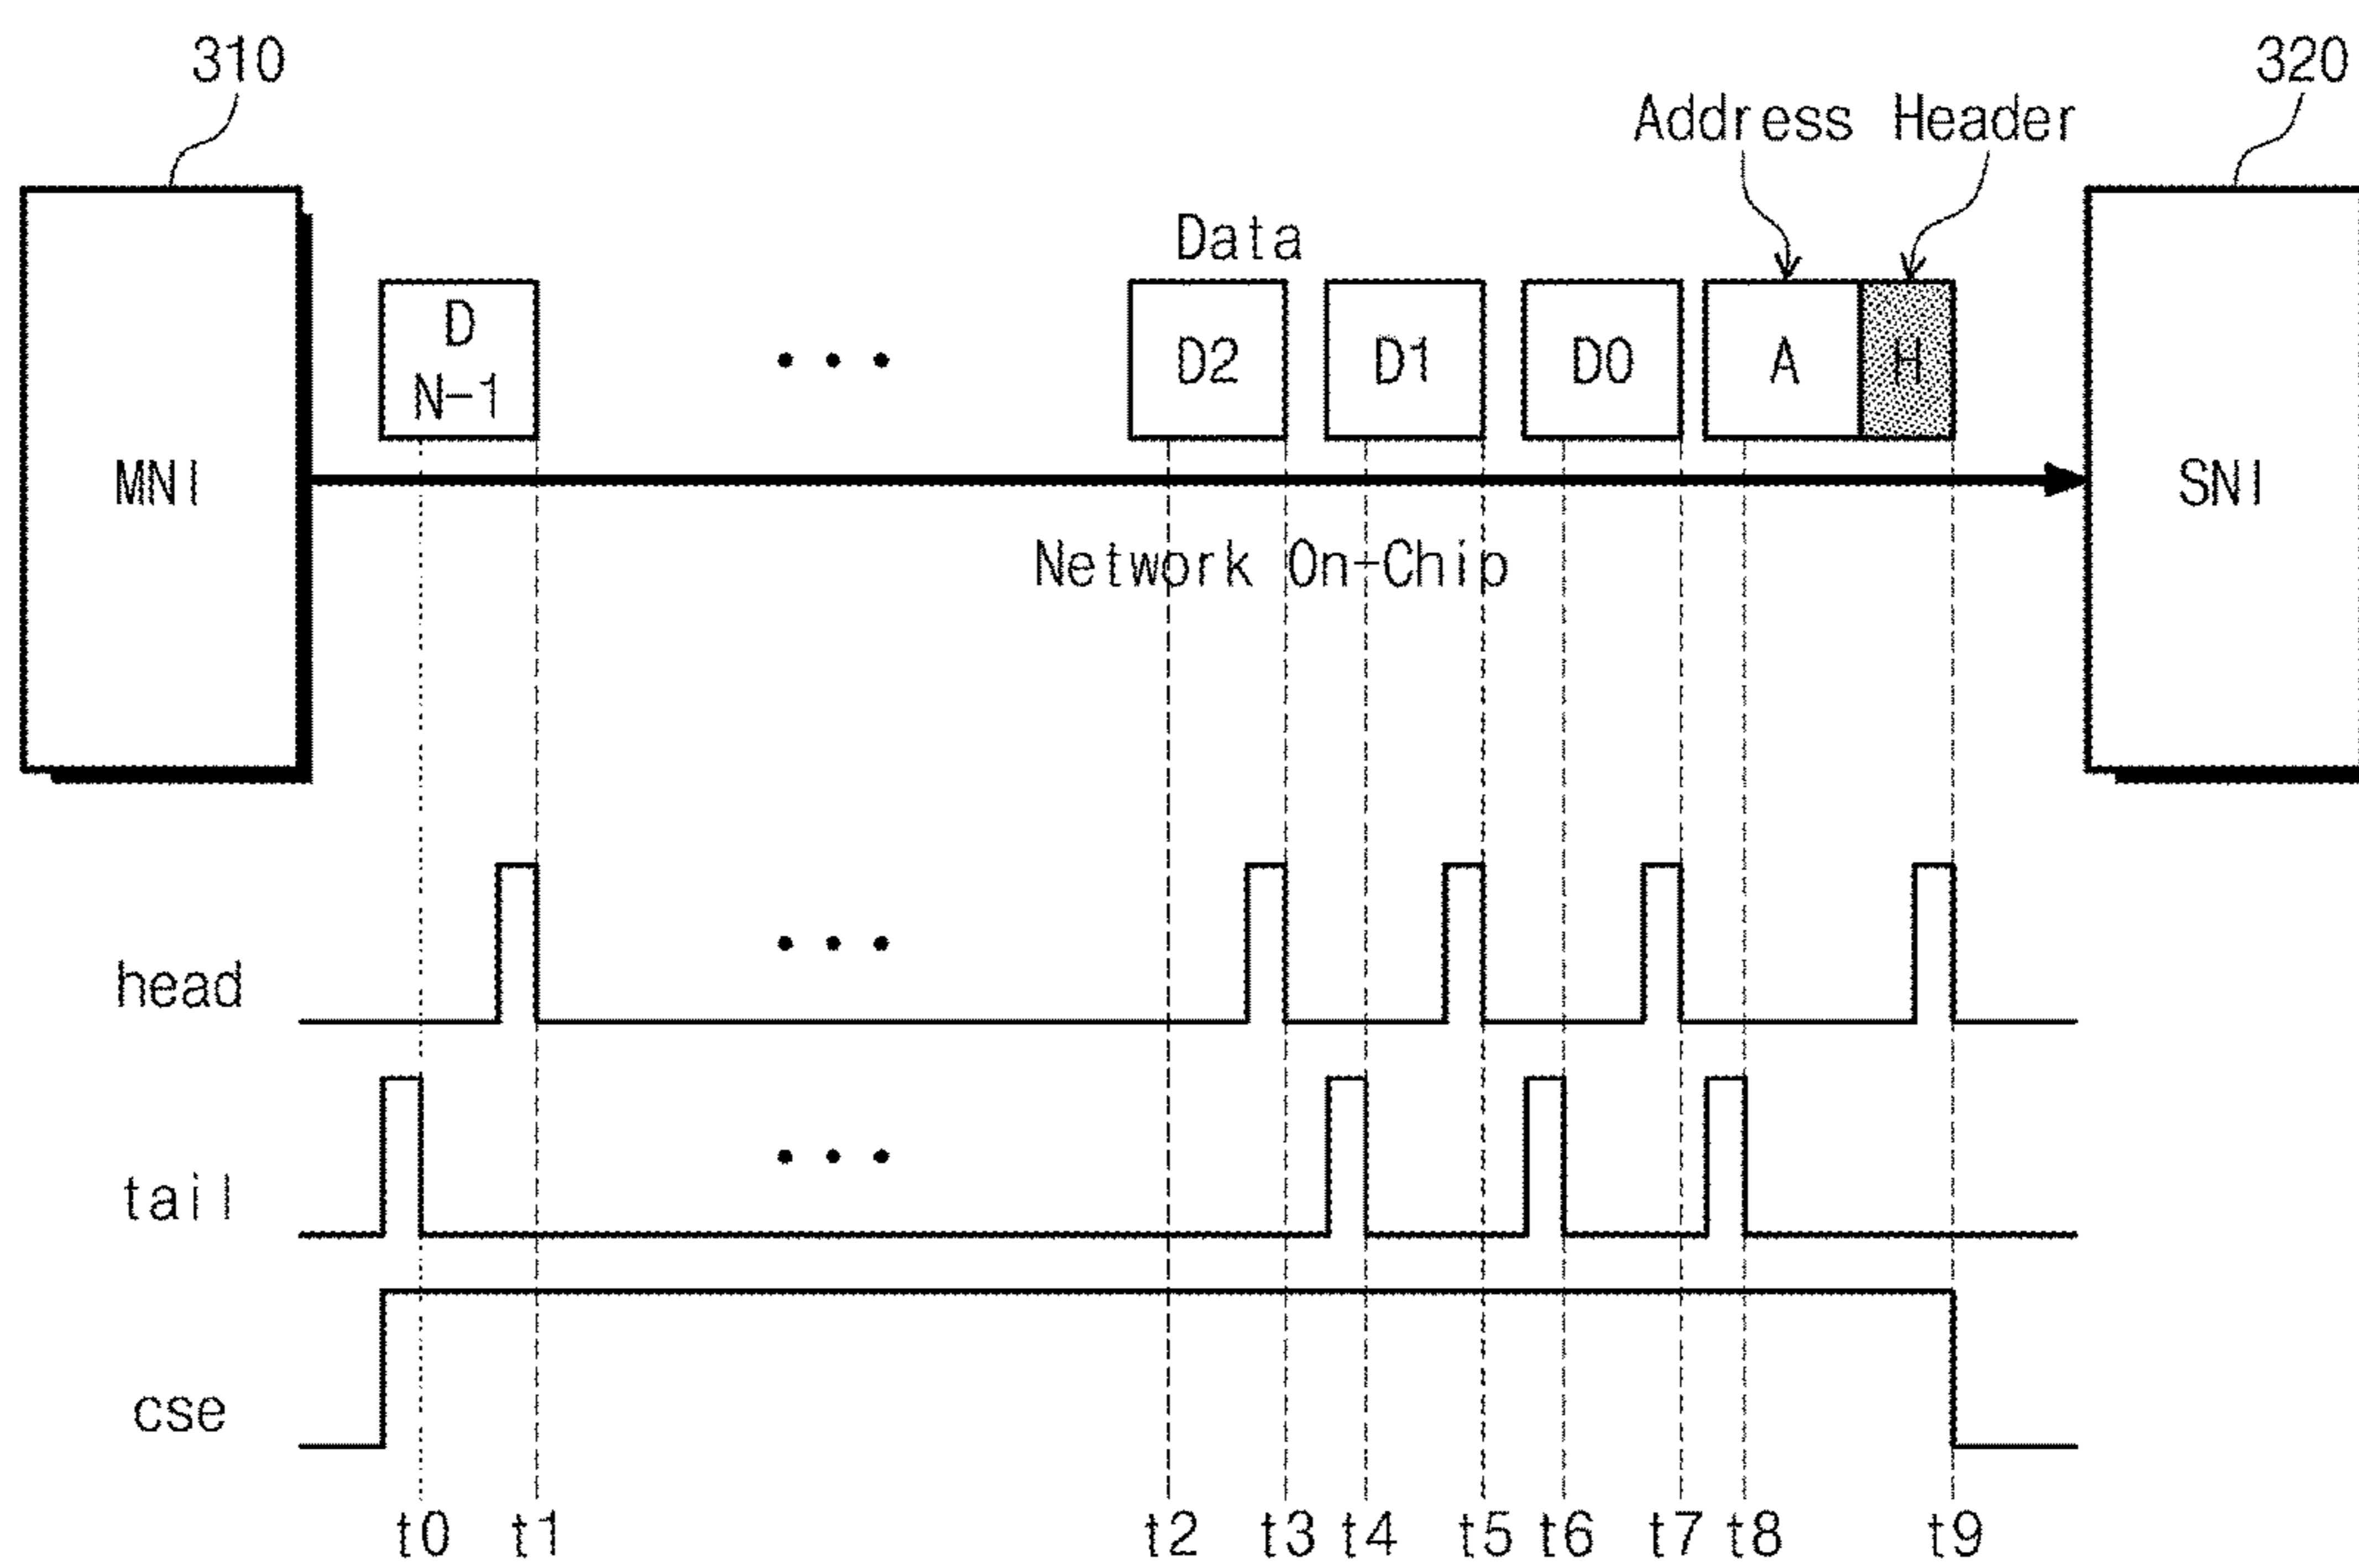 310
320
Address Header
Data
D
N-1
D2
D1
D0
A
H
MNI
SNI
Network On-Chip
head
tail
cse
t0 t1 t2 t3 t4 t5 t6 t7 t8 t9